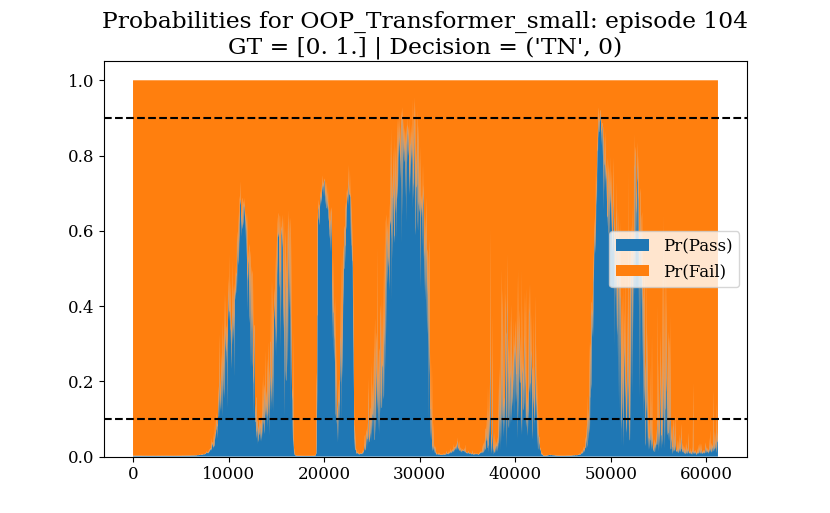 Probabilities for OOP_Transformer_small: episode 104
GT = [0. 1.] | Decision = ('TN', 0)
1.0
0.8
0.6
0.4
0.2
0.0
Pr(Pass)
Pr(Fail)
0 10000 20000 30000 40000 50000 60000